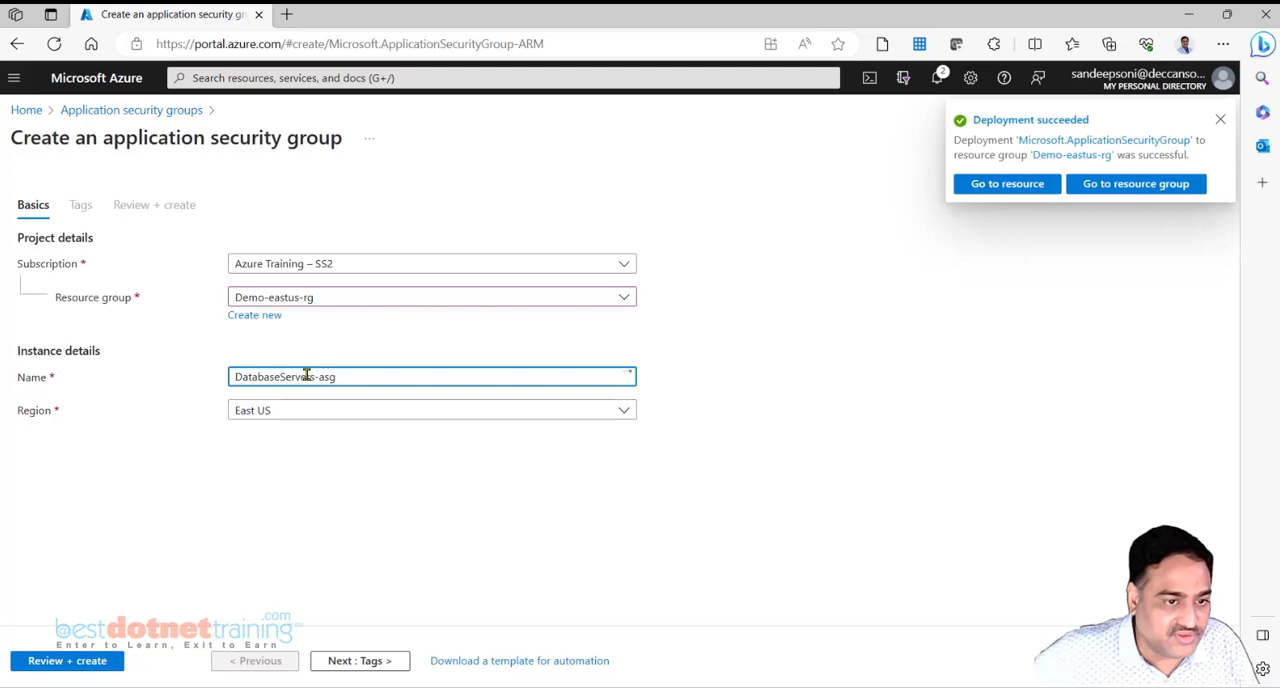 Create an application security gr
https://portal.azure.com/#create/Microsoft.ApplicationSecurityGroup-ARM
Microsoft Azure
Search resources, services, and docs (G+/)
2
sandeepsoni@deccanso...
MY PERSONAL DIRECTORY
Home > Application security groups >
Create an application security group ...
Deployment succeeded
Deployment 'Microsoft.ApplicationSecurityGroup' to
resource group 'Demo-eastus-rg' was successful.
Go to resource Go to resource group
Basics Tags Review + create
Project details
Subscription * Azure Training – SS2
Resource group * Demo-eastus-rg
Create new
Instance details
Name * DatabaseServers-asg
Region * East US
@bestdotnettraining.com™
Enter to Learn, Exit to Earn
Review + create < Previous Next : Tags > Download a template for automation